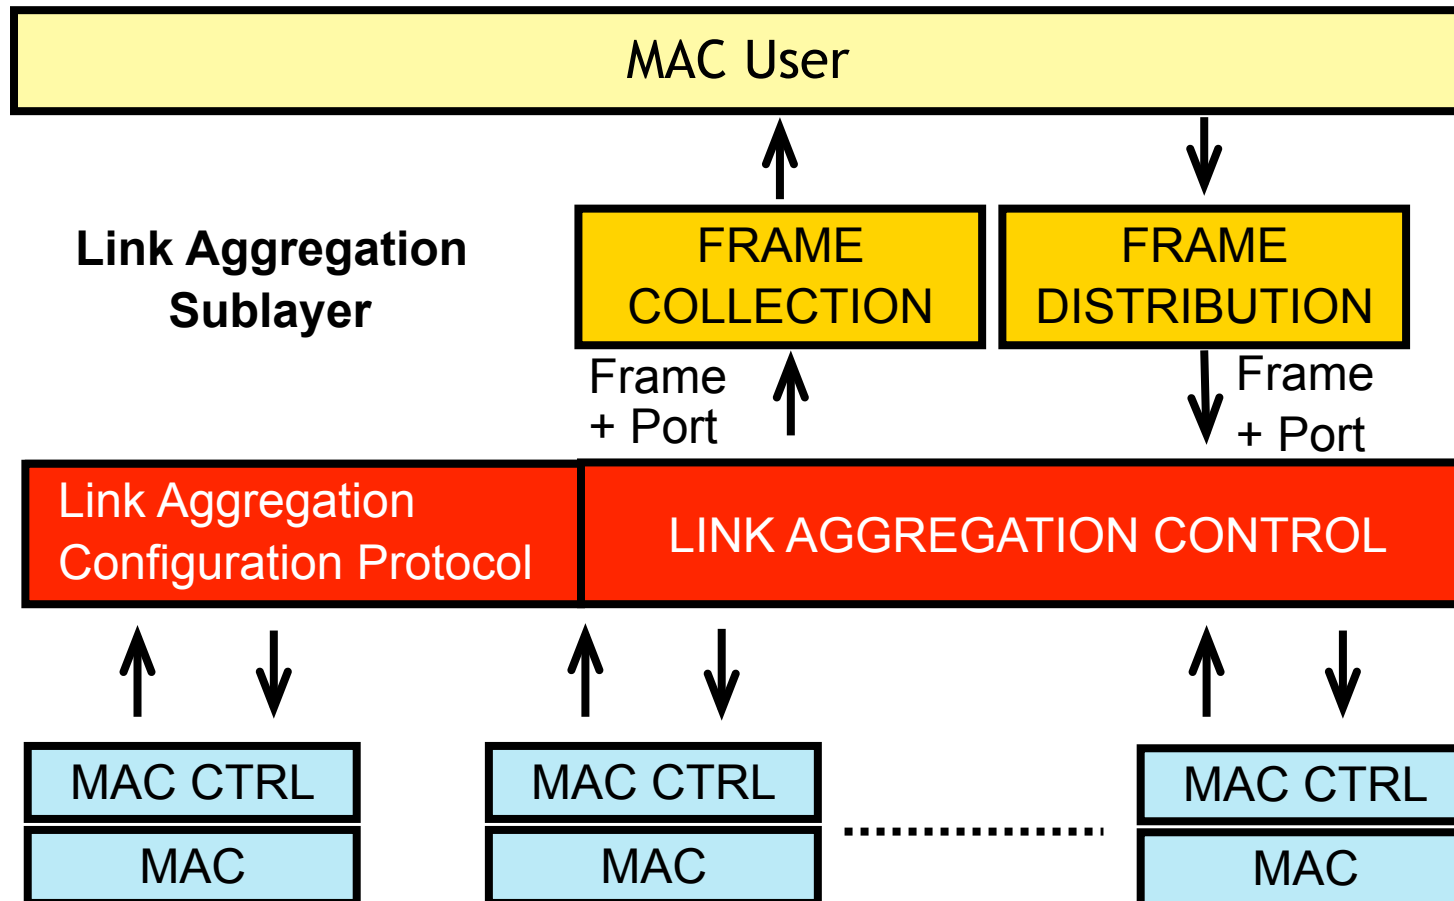 MAC User
Link Aggregation
Sublayer
FRAME
COLLECTION
FRAME
DISTRIBUTION
Frame
+ Port
Frame
+ Port
Link Aggregation
Configuration Protocol
LINK AGGREGATION CONTROL
MAC CTRL
MAC
MAC CTRL
MAC
MAC CTRL
MAC